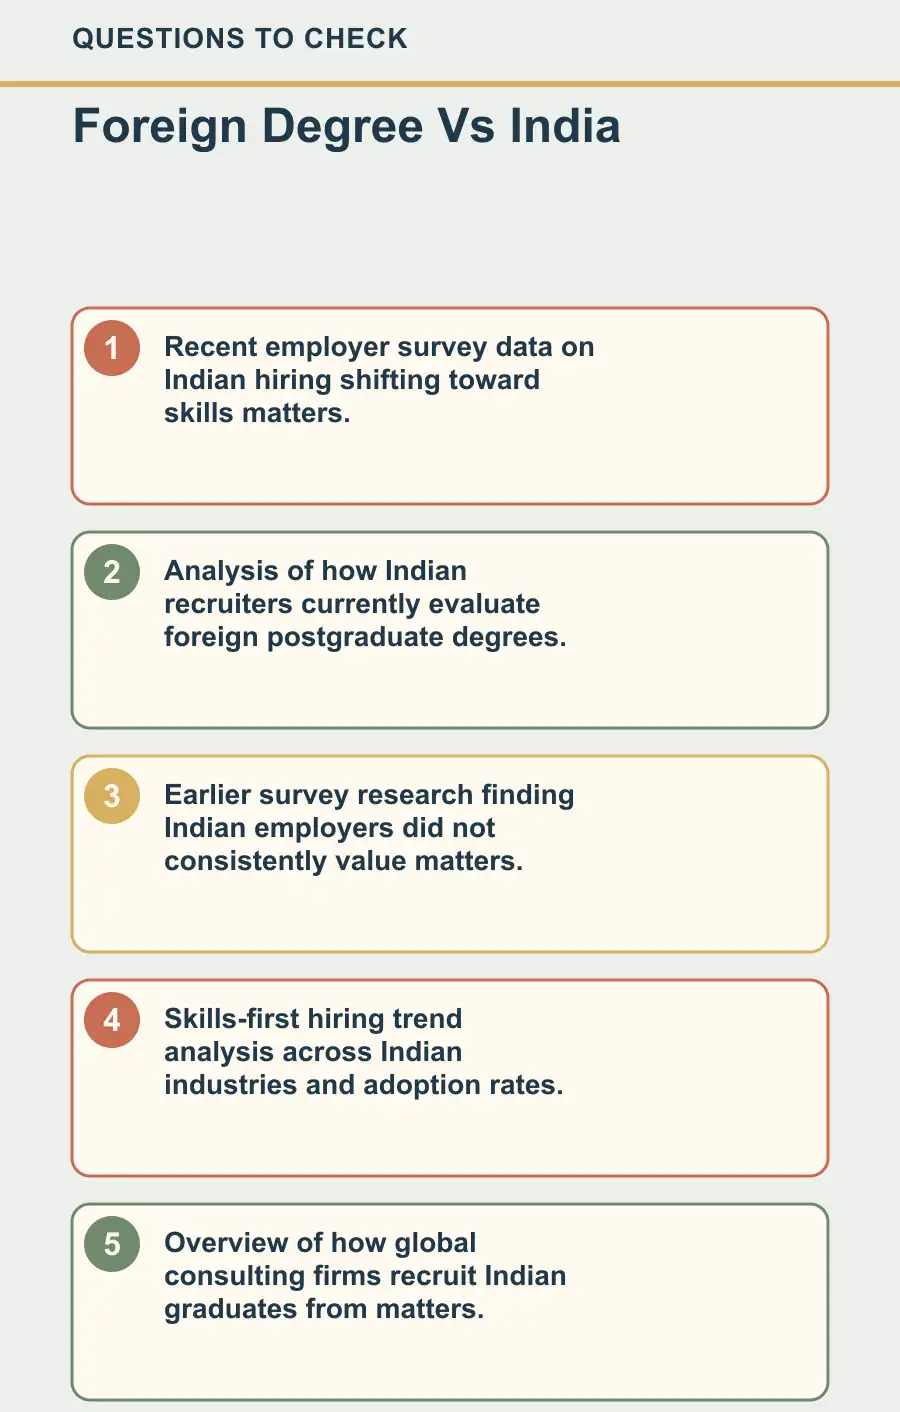 QUESTIONS TO CHECK
Foreign Degree Vs India
1
Recent employer survey data on
Indian hiring shifting toward
skills matters.
2
Analysis of how Indian
recruiters currently evaluate
foreign postgraduate degrees.
3
Earlier survey research finding
Indian employers did not
consistently value matters.
4
Skills-first hiring trend
analysis across Indian
industries and adoption rates.
5
Overview of how global
consulting firms recruit Indian
graduates from matters.